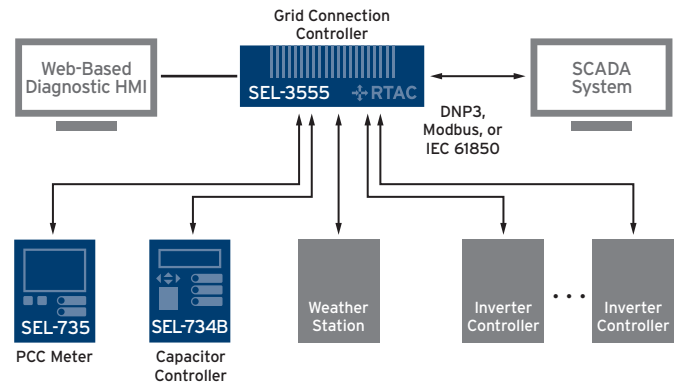 Grid Connection
Controller
Web-Based
Diagnostic HMI
SEL-3555
RTAC
SCADA
System
DNP3,
Modbus, or
IEC 61850
SEL-735
PCC Meter
SEL-734B
Capacitor
Controller
Weather
Station
Inverter
Controller
...
Inverter
Controller